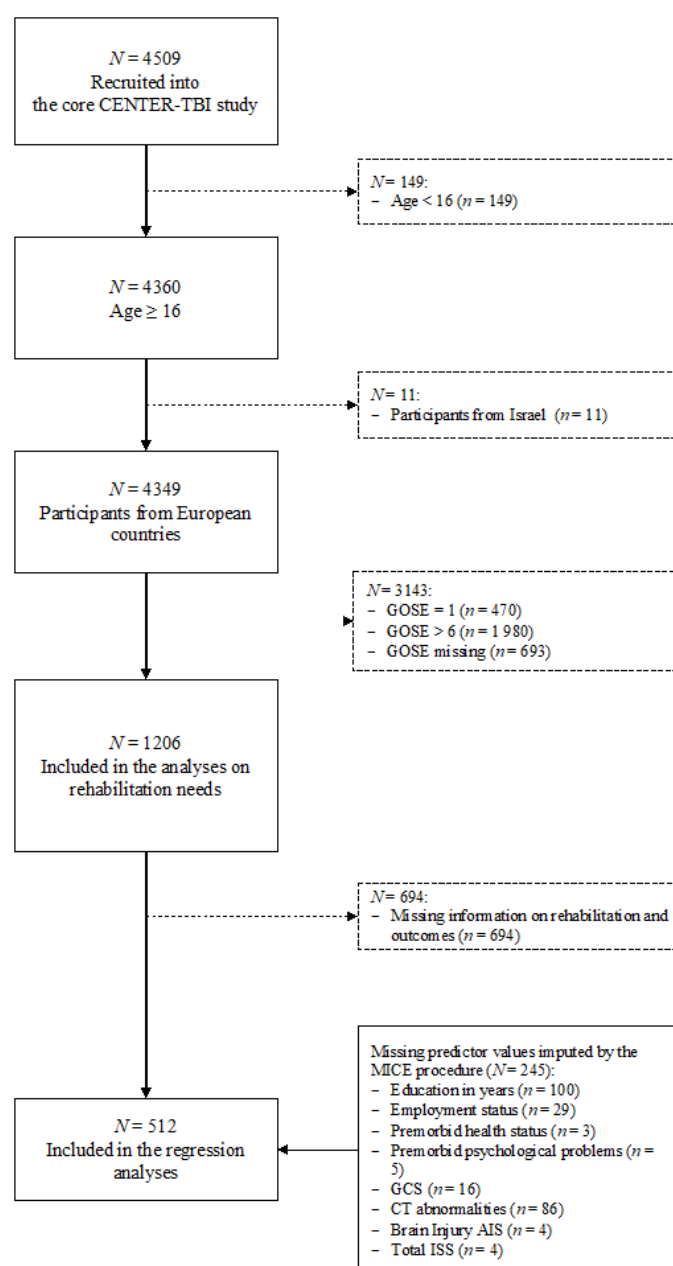 N = 4509
Recruited into
the core CENTER-TBI study
N = 149:
– Age < 16 (n = 149)
N = 4360
Age ≥ 16
N = 11:
– Participants from Israel (n = 11)
N = 4349
Participants from European
countries
N = 3143:
– GOSE = 1 (n = 470)
– GOSE > 6 (n = 1 980)
– GOSE missing (n = 693)
N = 1206
Included in the analyses on
rehabilitation needs
N = 694:
– Missing information on rehabilitation and
outcomes (n = 694)
Missing predictor values imputed by the
MICE procedure (N = 245):
– Education in years (n = 100)
– Employment status (n = 29)
– Premorbid health status (n = 3)
– Premorbid psychological problems (n =
5)
– GCS (n = 16)
– CT abnormalities (n = 86)
– Brain Injury AIS (n = 4)
– Total ISS (n = 4)
N = 512
Included in the regression
analyses